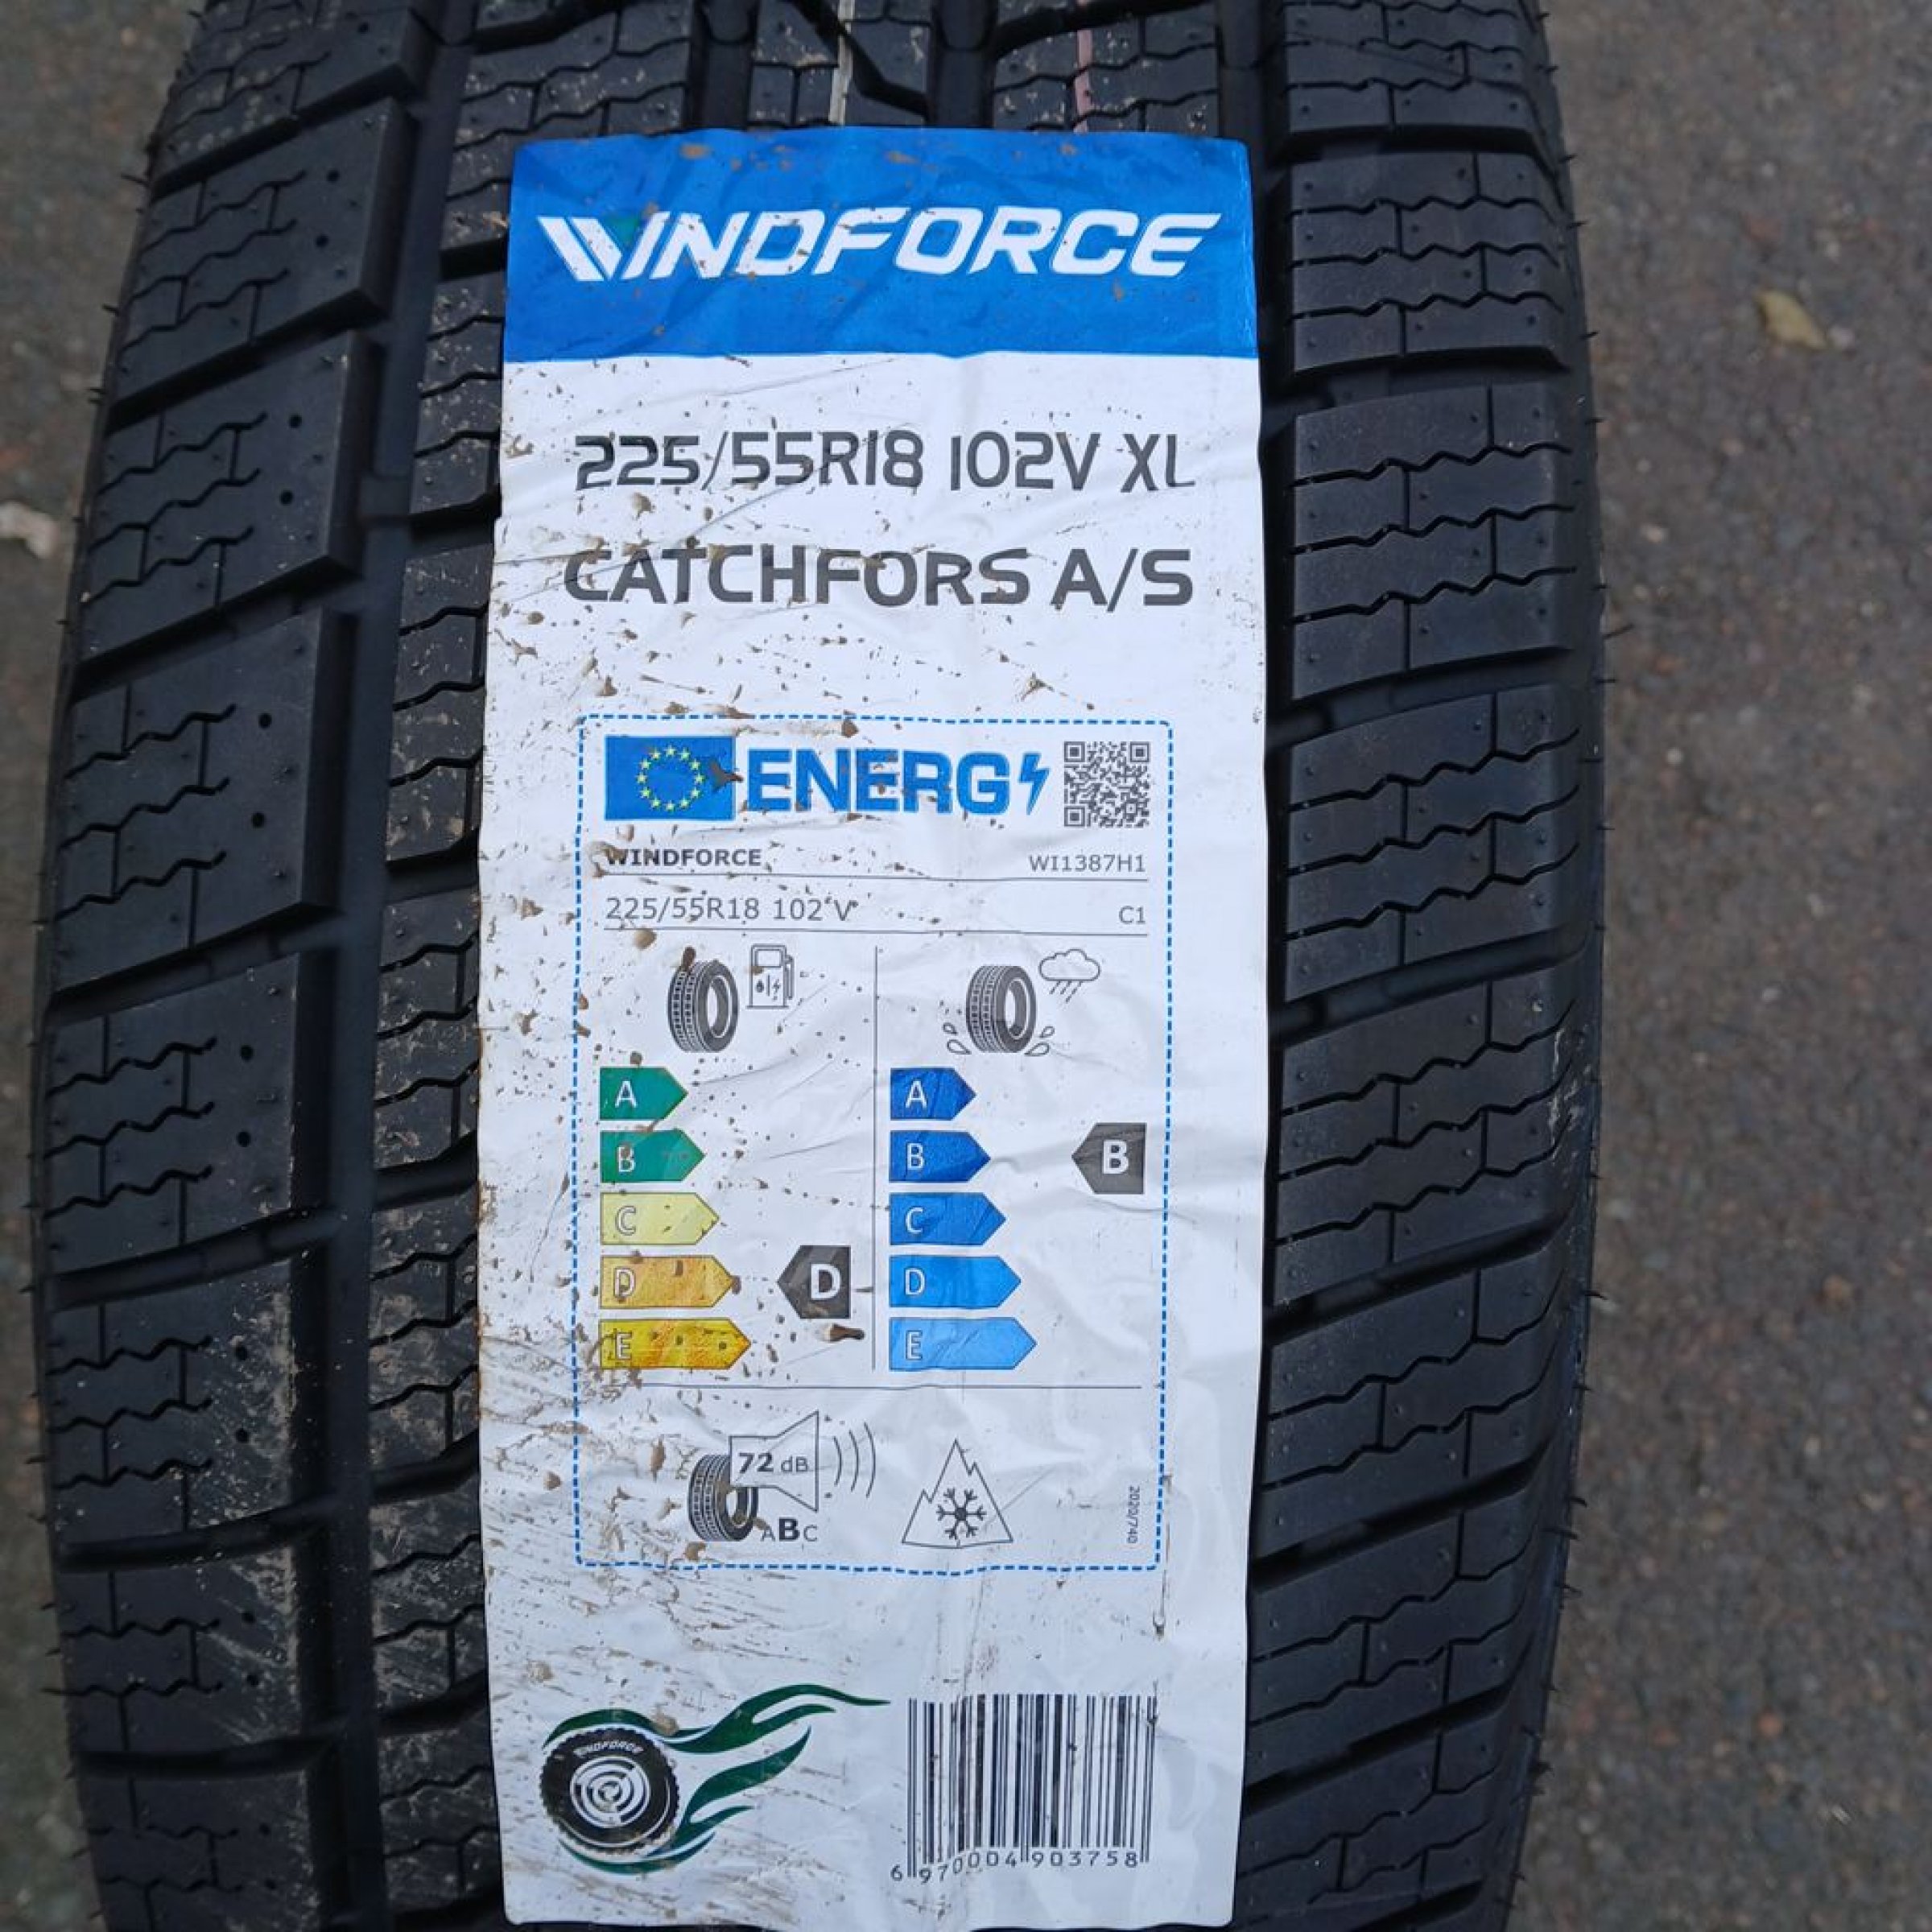 WINDFORCE
225/55R18 102V XL
CATCHFORS A/S
ENERG
WINDFORCE WI1387H1
225/55R18 102 V C1
A A
B B B
C C
D D D
E E
72 dB
ABC
2020/740
WINDFORCE
6 970004 903758